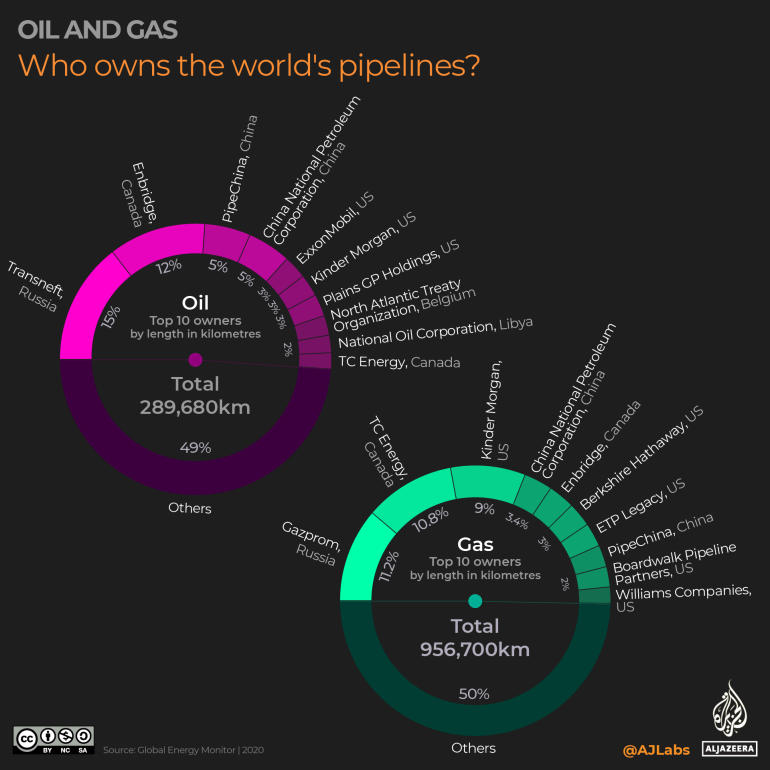 OIL AND GAS
Who owns the world's pipelines?
Transneft,
Russia
Enbridge,
Canada
PipeChina, China
China National Petroleum
Corporation, China
ExxonMobil, US
Kinder Morgan, US
Plains GP Holdings, US
North Atlantic Treaty
Organization, Belgium
National Oil Corporation, Libya
TC Energy, Canada
15%
12%
5%
5%
3%
3%
3%
2%
Oil
Top 10 owners
by length in kilometres
Total
289,680km
49%
Others
Gazprom,
Russia
TC Energy,
Canada
Kinder Morgan,
US
China National Petroleum
Corporation, China
Enbridge, Canada
Berkshire Hathaway, US
ETP Legacy, US
PipeChina, China
Boardwalk Pipeline
Partners, US
Williams Companies,
US
11.2%
10.8%
9%
3.4%
3%
2%
Gas
Top 10 owners
by length in kilometres
Total
956,700km
50%
Others
cc
BY NC SA
Source: Global Energy Monitor | 2020
@AJLabs
الجزيرة
ALJAZEERA